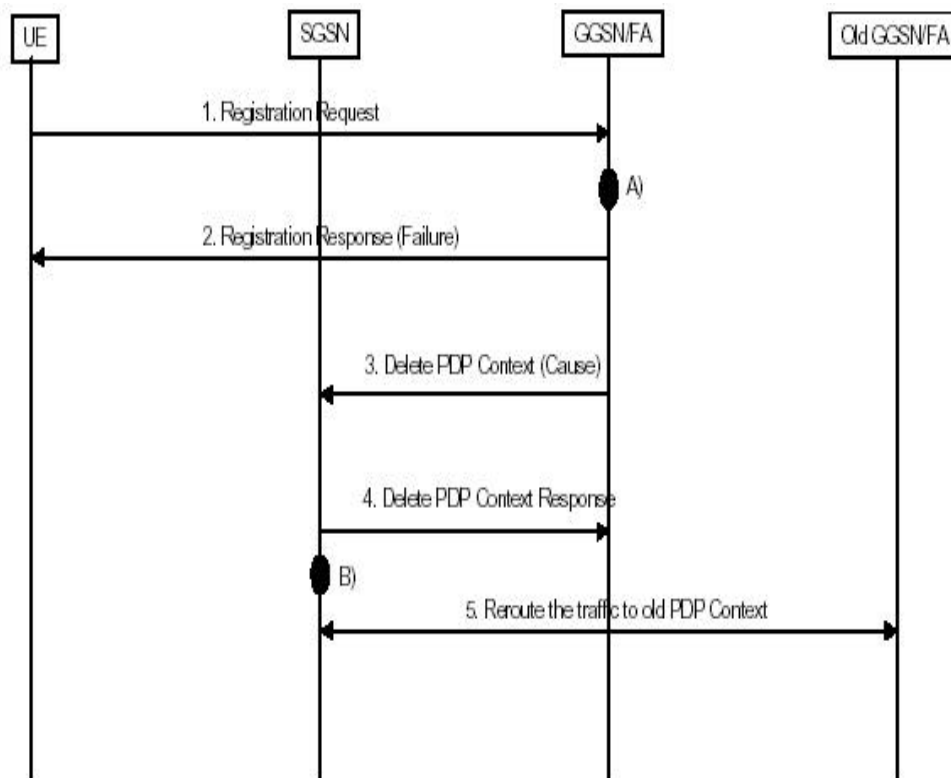 UE
SGSN
GGSN/FA
Old GGSN/FA
1. Registration Request
A)
2. Registration Response (Failure)
3. Delete PDP Context (Cause)
4. Delete PDP Context Response
B)
5. Reroute the traffic to old PDP Context